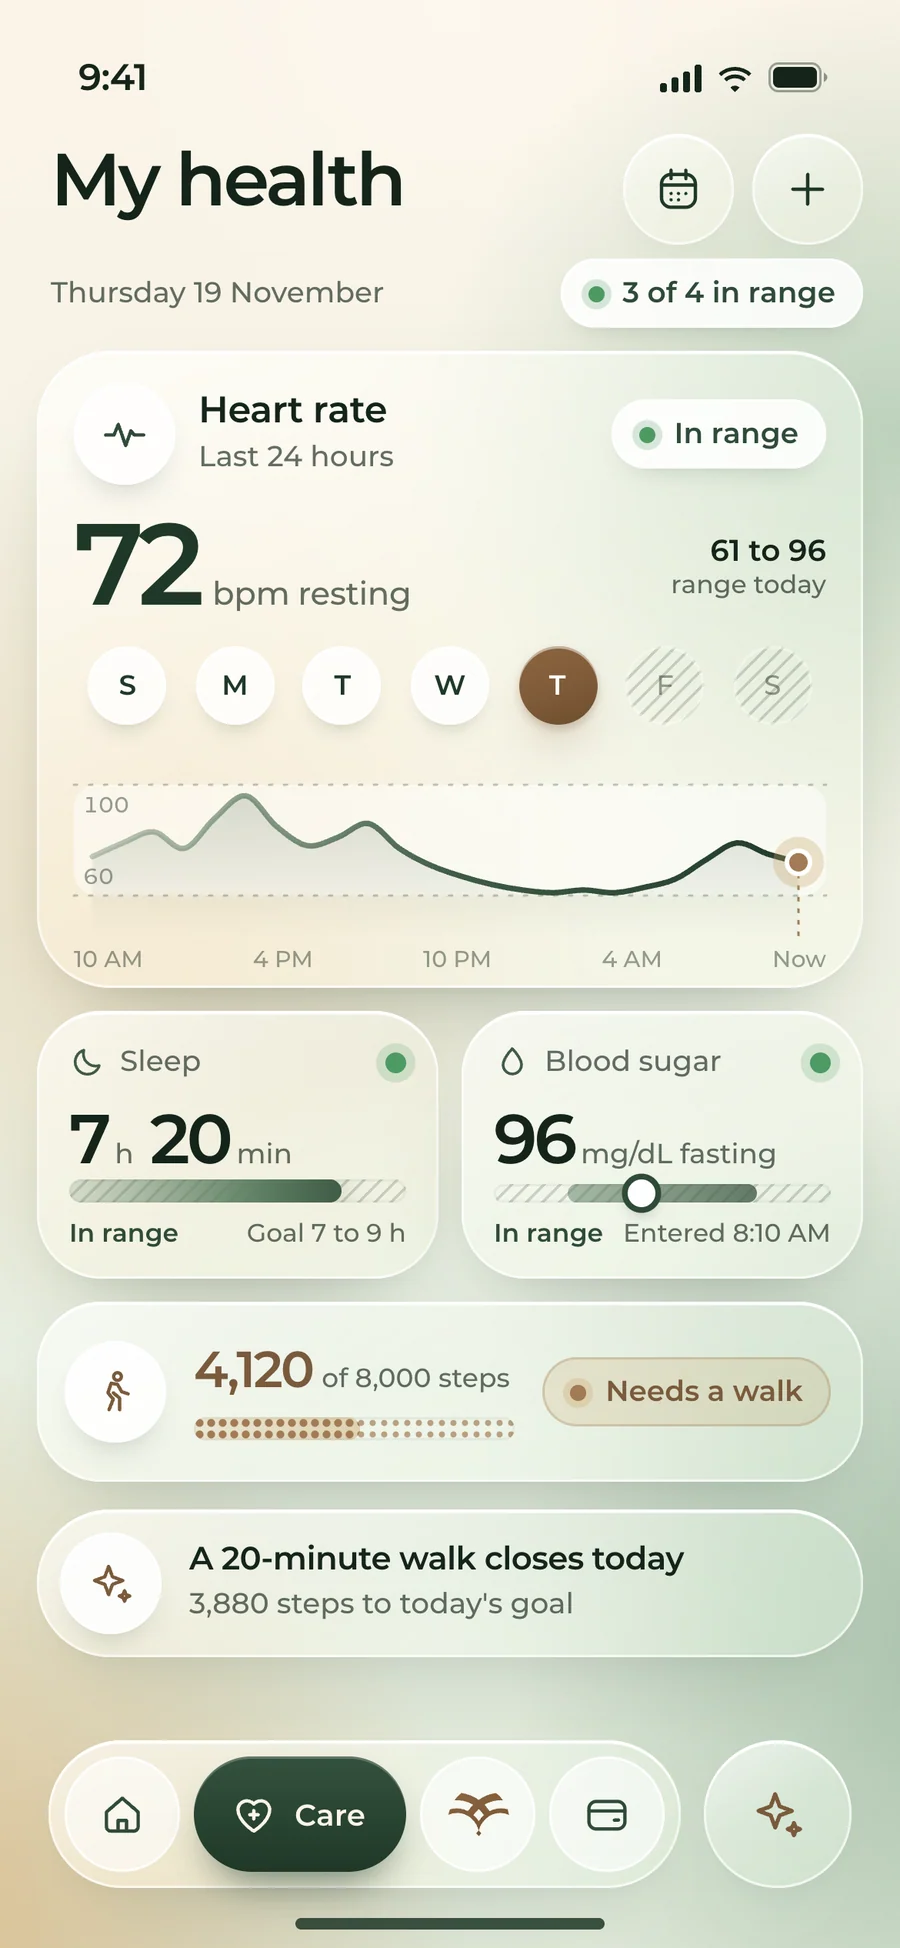 9:41
My health
Thursday 19 November
3 of 4 in range
Heart rate
Last 24 hours
In range
72 bpm resting
61 to 96
range today
S M T W T F S
100
60
10 AM 4 PM 10 PM 4 AM Now
Sleep
7 h 20 min
In range Goal 7 to 9 h
Blood sugar
96 mg/dL fasting
In range Entered 8:10 AM
4,120 of 8,000 steps
Needs a walk
A 20-minute walk closes today
3,880 steps to today's goal
Care